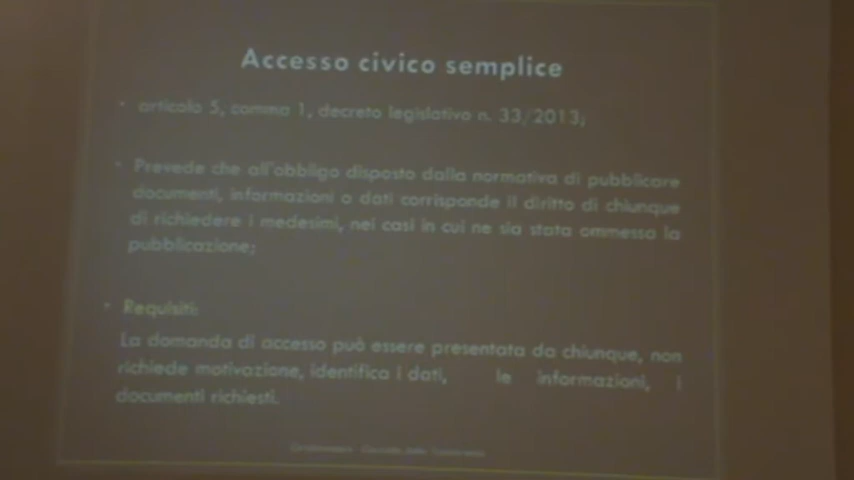 Accesso civico semplice
• articolo 5, comma 1, decreto legislativo n. 33/2013;
• Prevede che all'obbligo disposto dalla normativa di pubblicare
documenti, informazioni o dati corrisponde il diritto di chiunque
di richiedere i medesimi, nei casi in cui ne sia stata ommessa la
pubblicazione;
• Requisiti:
La domanda di accesso può essere presentata da chiunque, non
richiede motivazione, identifica i dati, le informazioni, i
documenti richiesti.